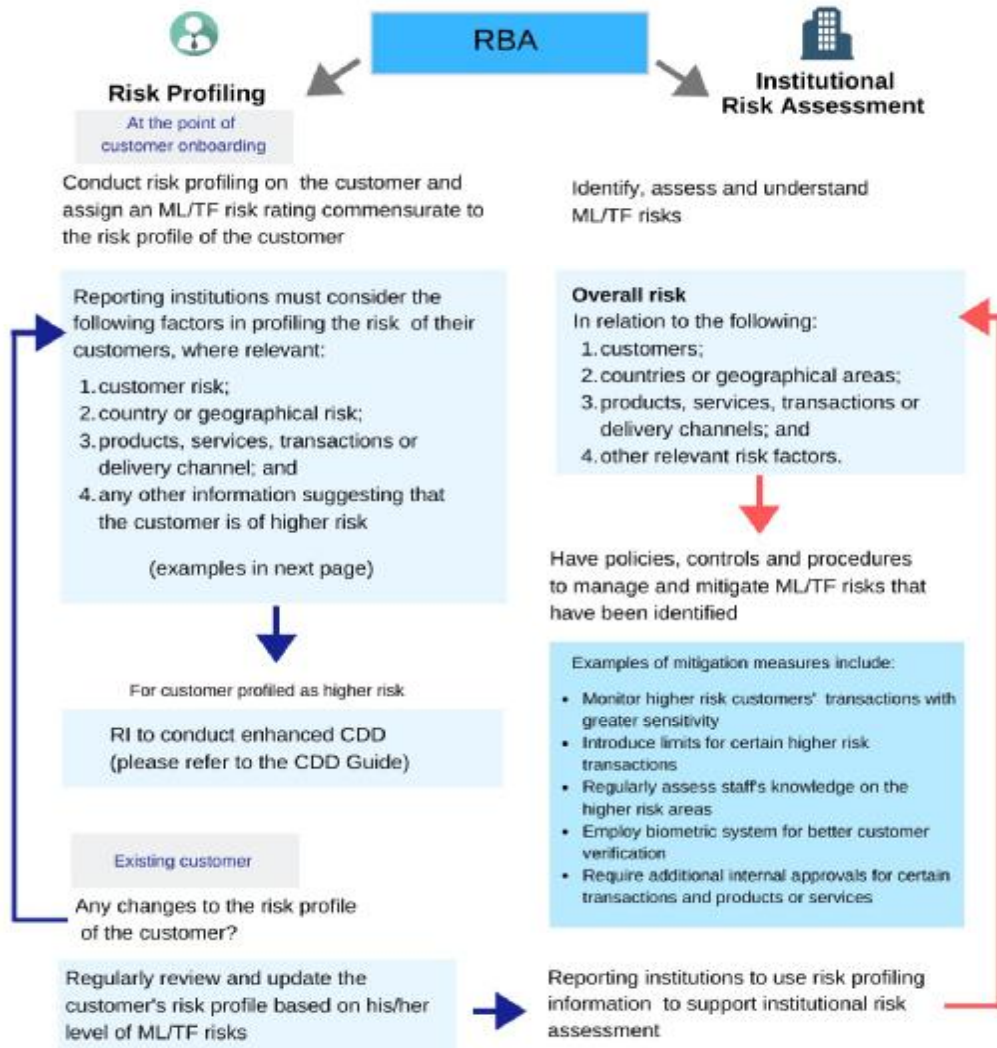 RBA
Risk Profiling
At the point of
customer onboarding
Conduct risk profiling on the customer and
assign an ML/TF risk rating commensurate to
the risk profile of the customer
Reporting institutions must consider the
following factors in profiling the risk of their
customers, where relevant:
1. customer risk;
2. country or geographical risk;
3. products, services, transactions or
delivery channel; and
4. any other information suggesting that
the customer is of higher risk
(examples in next page)
For customer profiled as higher risk
RI to conduct enhanced CDD
(please refer to the CDD Guide)
Existing customer
Any changes to the risk profile
of the customer?
Regularly review and update the
customer's risk profile based on his/her
level of ML/TF risks
Institutional
Risk Assessment
Identify, assess and understand
ML/TF risks
Overall risk
In relation to the following:
1. customers;
2. countries or geographical areas;
3. products, services, transactions or
delivery channels; and
4. other relevant risk factors.
Have policies, controls and procedures
to manage and mitigate ML/TF risks that
have been identified
Examples of mitigation measures include:
• Monitor higher risk customers' transactions with
greater sensitivity
• Introduce limits for certain higher risk
transactions
• Regularly assess staff's knowledge on the
higher risk areas
• Employ biometric system for better customer
verification
• Require additional internal approvals for certain
transactions and products or services
Reporting institutions to use risk profiling
information to support institutional risk
assessment